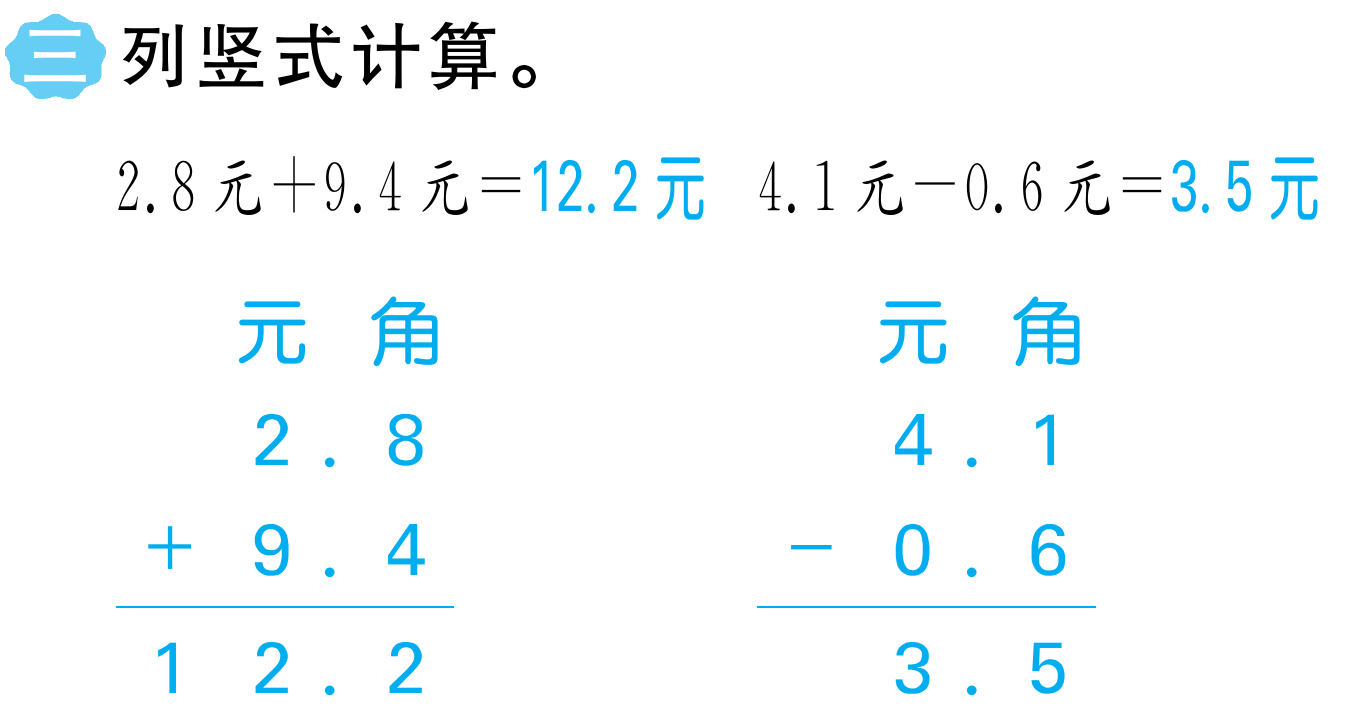 三 列竖式计算。
2.8元+9.4元=12.2元 4.1元-0.6元=3.5元
元 角 元 角
2.8 4.1
+ 9.4 - 0.6
12.2 3.5